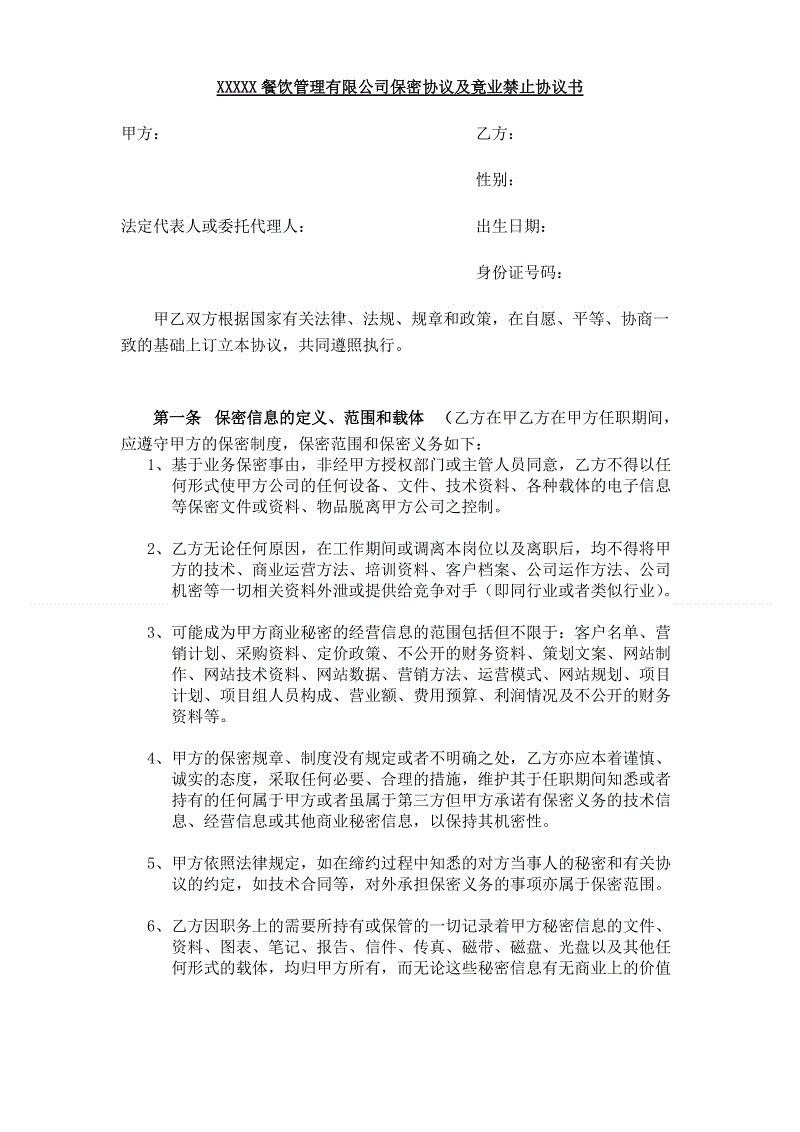 XXXXX 餐饮管理有限公司保密协议及竟业禁止协议书
甲方： 乙方：
性别：
法定代表人或委托代理人： 出生日期：
身份证号码：
甲乙双方根据国家有关法律、法规、规章和政策，在自愿、平等、协商一
致的基础上订立本协议，共同遵照执行。
第一条 保密信息的定义、范围和载体 （乙方在甲乙方在甲方任职期间，
应遵守甲方的保密制度，保密范围和保密义务如下：
1、基于业务保密事由，非经甲方授权部门或主管人员同意，乙方不得以任
何形式使甲方公司的任何设备、文件、技术资料、各种载体的电子信息
等保密文件或资料、物品脱离甲方公司之控制。
2、乙方无论任何原因，在工作期间或调离本岗位以及离职后，均不得将甲
方的技术、商业运营方法、培训资料、客户档案、公司运作方法、公司
机密等一切相关资料外泄或提供给竞争对手（即同行业或者类似行业）。
3、可能成为甲方商业秘密的经营信息的范围包括但不限于：客户名单、营
销计划、采购资料、定价政策、不公开的财务资料、策划文案、网站制
作、网站技术资料、网站数据、营销方法、运营模式、网站规划、项目
计划、项目组人员构成、营业额、费用预算、利润情况及不公开的财务
资料等。
4、甲方的保密规章、制度没有规定或者不明确之处，乙方亦应本着谨慎、
诚实的态度，采取任何必要、合理的措施，维护其于任职期间知悉或者
持有的任何属于甲方或者虽属于第三方但甲方承诺有保密义务的技术信
息、经营信息或其他商业秘密信息，以保持其机密性。
5、甲方依照法律规定，如在缔约过程中知悉的对方当事人的秘密和有关协
议的约定，如技术合同等，对外承担保密义务的事项亦属于保密范围。
6、乙方因职务上的需要所持有或保管的一切记录着甲方秘密信息的文件、
资料、图表、笔记、报告、信件、传真、磁带、磁盘、光盘以及其他任
何形式的载体，均归甲方所有，而无论这些秘密信息有无商业上的价值